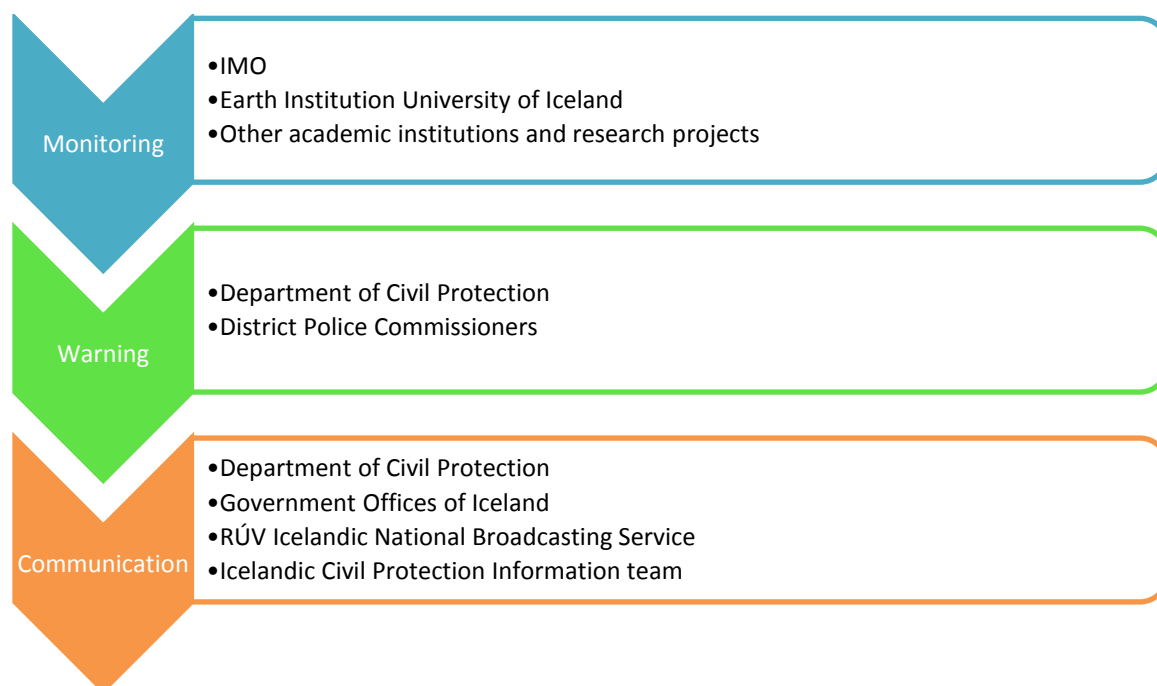 Monitoring
•IMO
•Earth Institution University of Iceland
•Other academic institutions and research projects
Warning
•Department of Civil Protection
•District Police Commissioners
Communication
•Department of Civil Protection
•Government Offices of Iceland
•RÚV Icelandic National Broadcasting Service
•Icelandic Civil Protection Information team